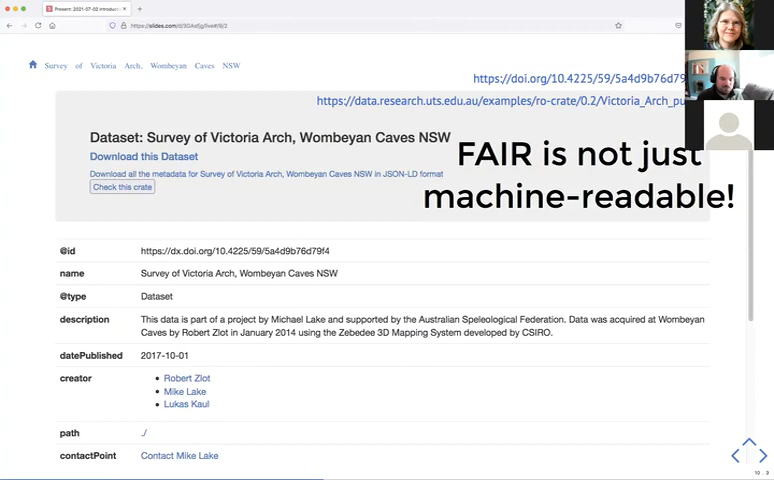 Present: 2021-07-02 introduc
https://slides.com/d/3GAs6jg/live#/9/2
Survey of Victoria Arch, Wombeyan Caves NSW
https://doi.org/10.4225/59/5a4d9b76d79
https://data.research.uts.edu.au/examples/ro-crate/0.2/Victoria_Arch_pu
Dataset: Survey of Victoria Arch, Wombeyan Caves NSW
Download this Dataset
FAIR is not just
machine-readable!
Download all the metadata for Survey of Victoria Arch, Wombeyan Caves NSW in JSON-LD format
Check this crate
@id https://dx.doi.org/10.4225/59/5a4d9b76d79f4
name Survey of Victoria Arch, Wombeyan Caves NSW
@type Dataset
description This data is part of a project by Michael Lake and supported by the Australian Speleological Federation. Data was acquired at Wombeyan
Caves by Robert Zlot in January 2014 using the Zebedee 3D Mapping System developed by CSIRO.
datePublished 2017-10-01
creator • Robert Zlot
• Mike Lake
• Lukas Kaul
path ./
contactPoint Contact Mike Lake
10 . 3